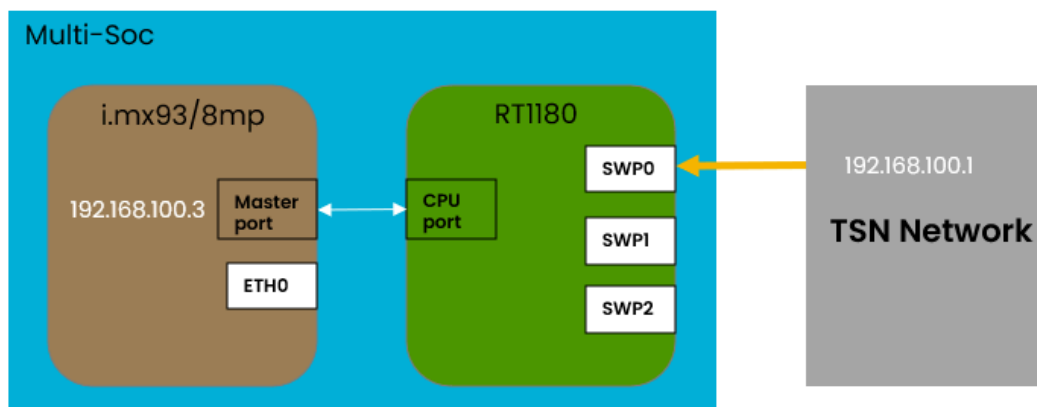 Multi-Soc
i.mx93/8mp
192.168.100.3
Master
port
ETH0
RT1180
CPU
port
SWP0
SWP1
SWP2
192.168.100.1
TSN Network